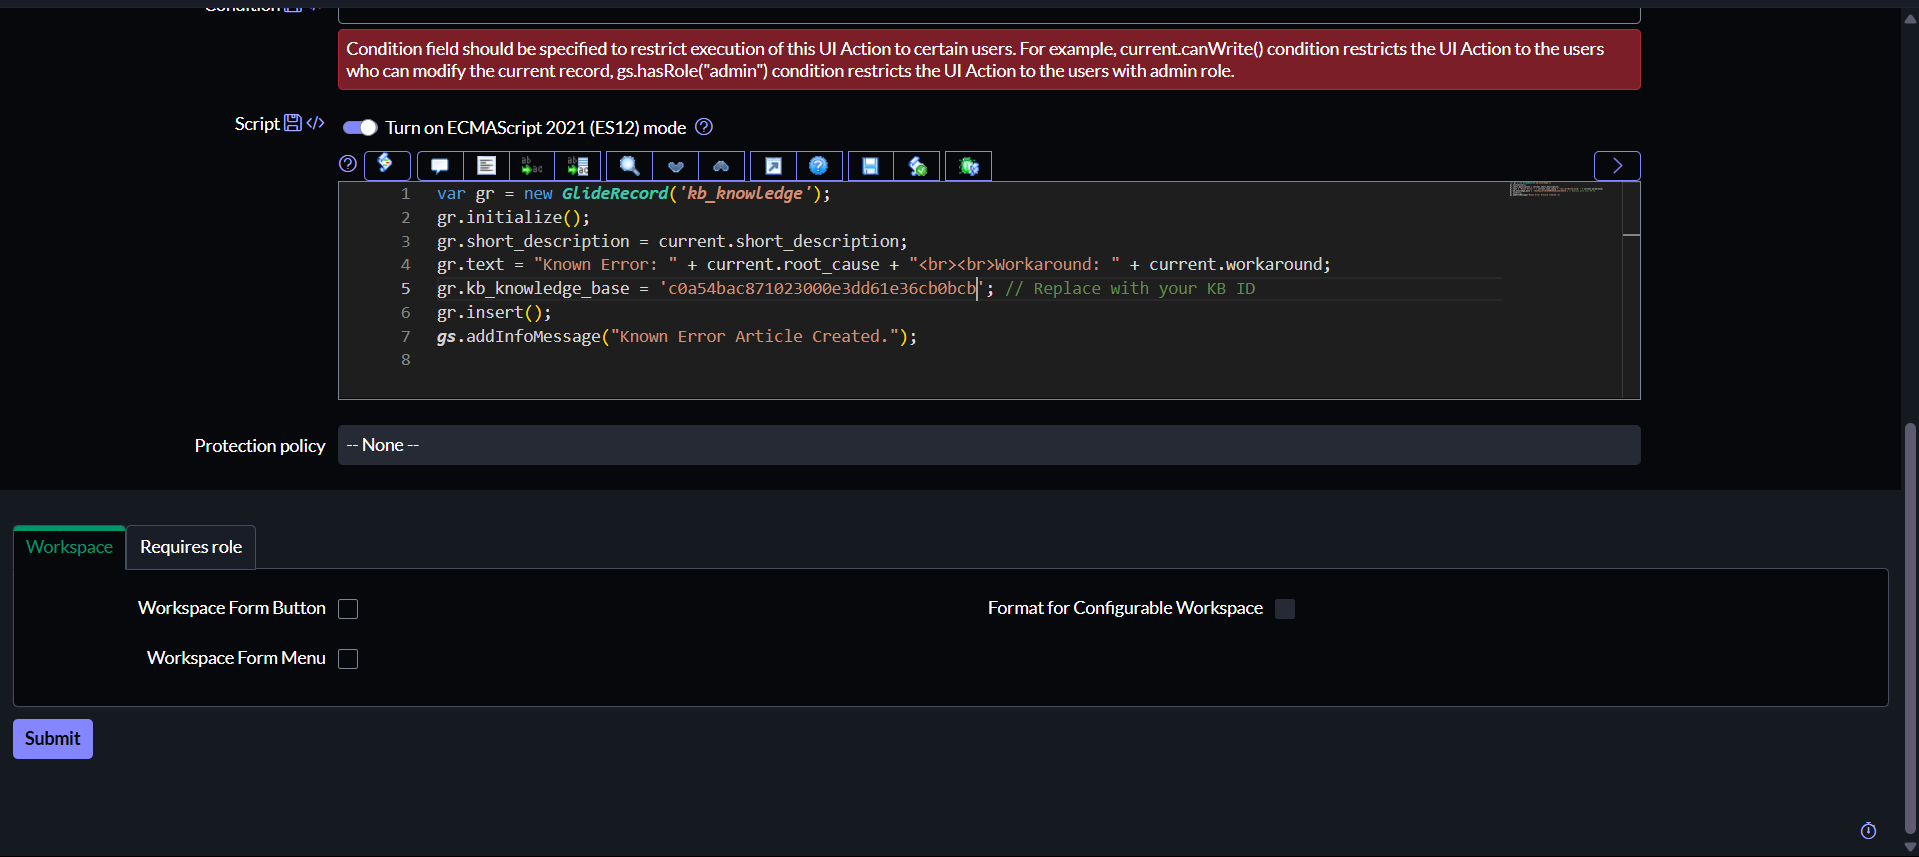 Condition
Condition field should be specified to restrict execution of this UI Action to certain users. For example, current.canWrite() condition restricts the UI Action to the users
who can modify the current record, gs.hasRole("admin") condition restricts the UI Action to the users with admin role.
Script
Turn on ECMAScript 2021 (ES12) mode
1 var gr = new GlideRecord('kb_knowledge');
2 gr.initialize();
3 gr.short_description = current.short_description;
4 gr.text = "Known Error: " + current.root_cause + "<br><br>Workaround: " + current.workaround;
5 gr.kb_knowledge_base = 'c0a54bac871023000e3dd61e36cb0bcb'; // Replace with your KB ID
6 gr.insert();
7 gs.addInfoMessage("Known Error Article Created.");
8
Protection policy
-- None --
Workspace
Requires role
Workspace Form Button
Format for Configurable Workspace
Workspace Form Menu
Submit